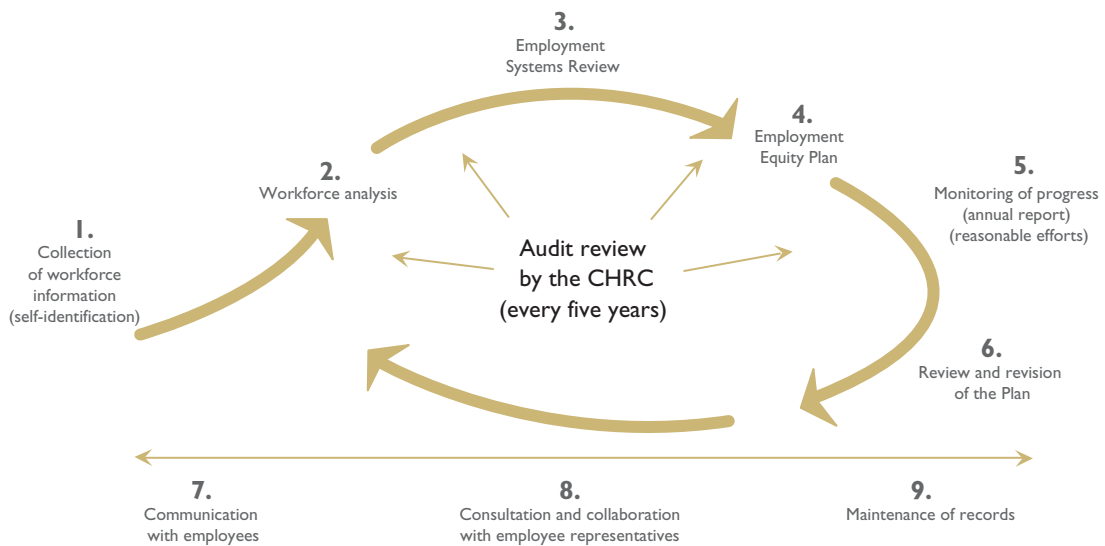 1.
Collection
of workforce
information
(self-identification)
2.
Workforce analysis
3.
Employment
Systems Review
4.
Employment
Equity Plan
5.
Monitoring of progress
(annual report)
(reasonable efforts)
6.
Review and revision
of the Plan
Audit review
by the CHRC
(every five years)
7.
Communication
with employees
8.
Consultation and collaboration
with employee representatives
9.
Maintenance of records